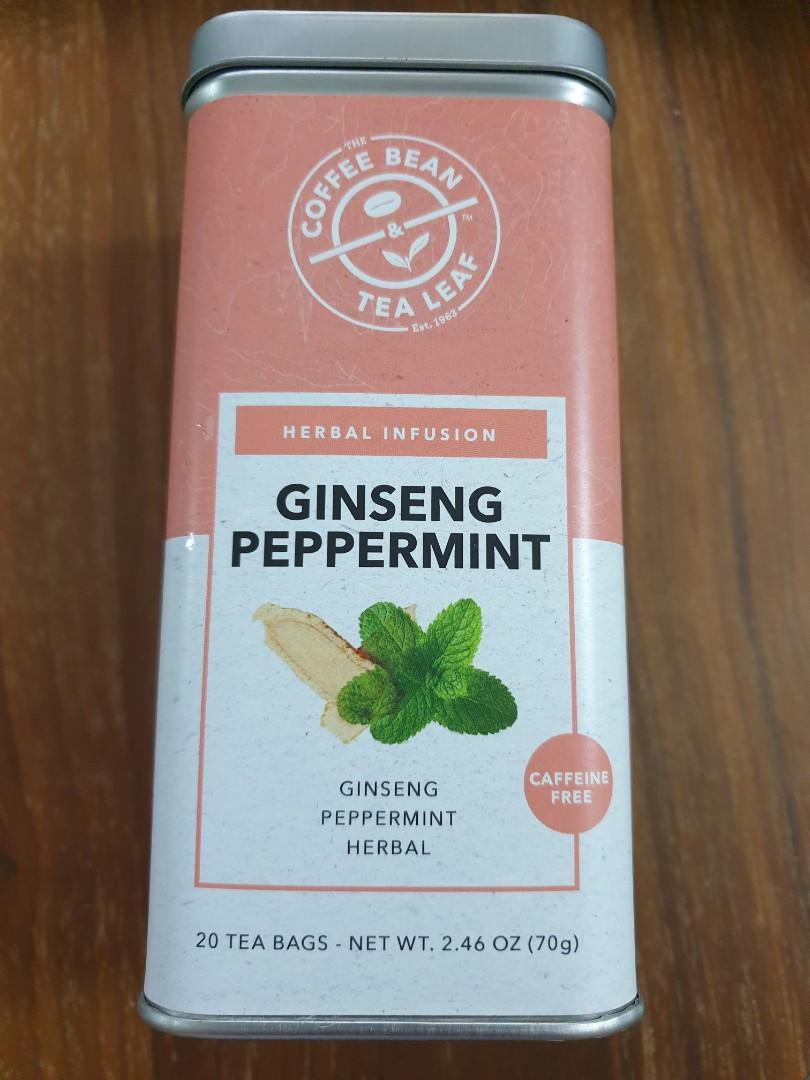 THE
COFFEE BEAN
&
TM
TEA LEAF
Est. 1963
HERBAL INFUSION
GINSENG
PEPPERMINT
GINSENG
PEPPERMINT
HERBAL
CAFFEINE
FREE
20 TEA BAGS - NET WT. 2.46 OZ (70g)